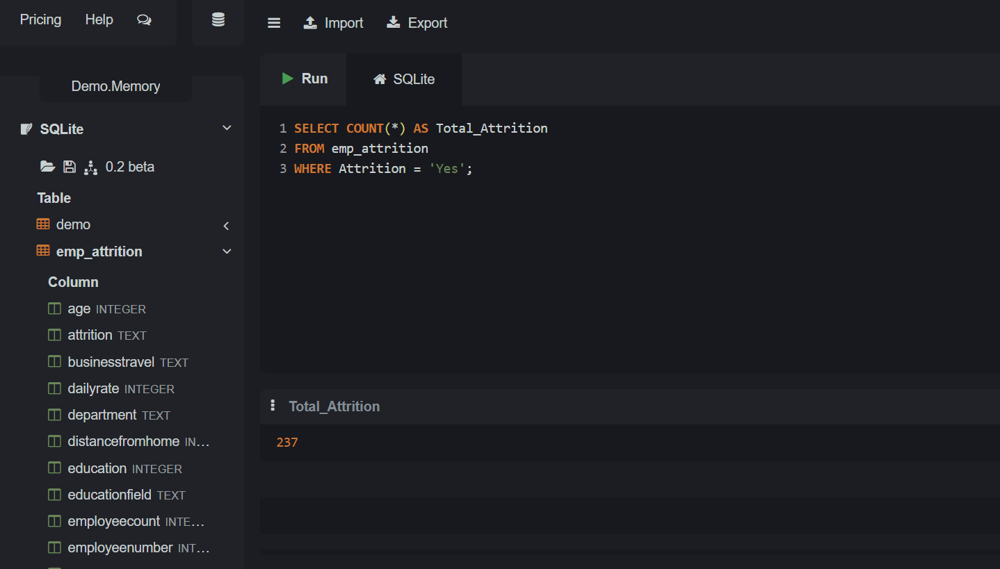 Pricing Help
Import Export
Run SQLite
Demo.Memory
SQLite
0.2 beta
Table
demo
emp_attrition
Column
age INTEGER
attrition TEXT
businesstravel TEXT
dailyrate INTEGER
department TEXT
distancefromhome IN...
education INTEGER
educationfield TEXT
employeecount INTE...
employeenumber INT...
1 SELECT COUNT(*) AS Total_Attrition
2 FROM emp_attrition
3 WHERE Attrition = 'Yes';
Total_Attrition
237